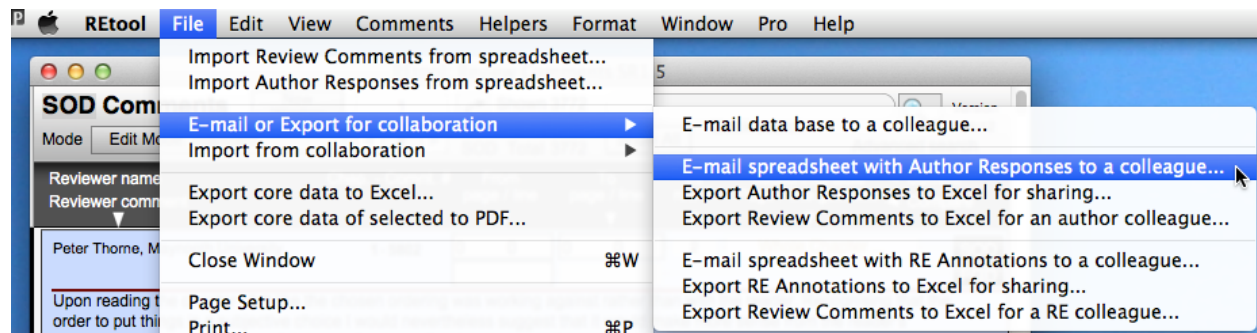 P REtool File Edit View Comments Helpers Format Window Pro Help
Import Review Comments from spreadsheet...
Import Author Responses from spreadsheet...
5
SOD Com
E-mail or Export for collaboration ▶
E-mail data base to a colleague...
Mode Edit Mo
Import from collaboration ▶
E-mail spreadsheet with Author Responses to a colleague...
Reviewer name
Export core data to Excel...
Export Author Responses to Excel for sharing...
Reviewer comm
Export core data of selected to PDF...
Export Review Comments to Excel for an author colleague...
Peter Thorne, M
Close Window ⌘W
E-mail spreadsheet with RE Annotations to a colleague...
Export RE Annotations to Excel for sharing...
Upon reading t
Page Setup...
Export Review Comments to Excel for a RE colleague...
order to put thi
Print... ⌘P